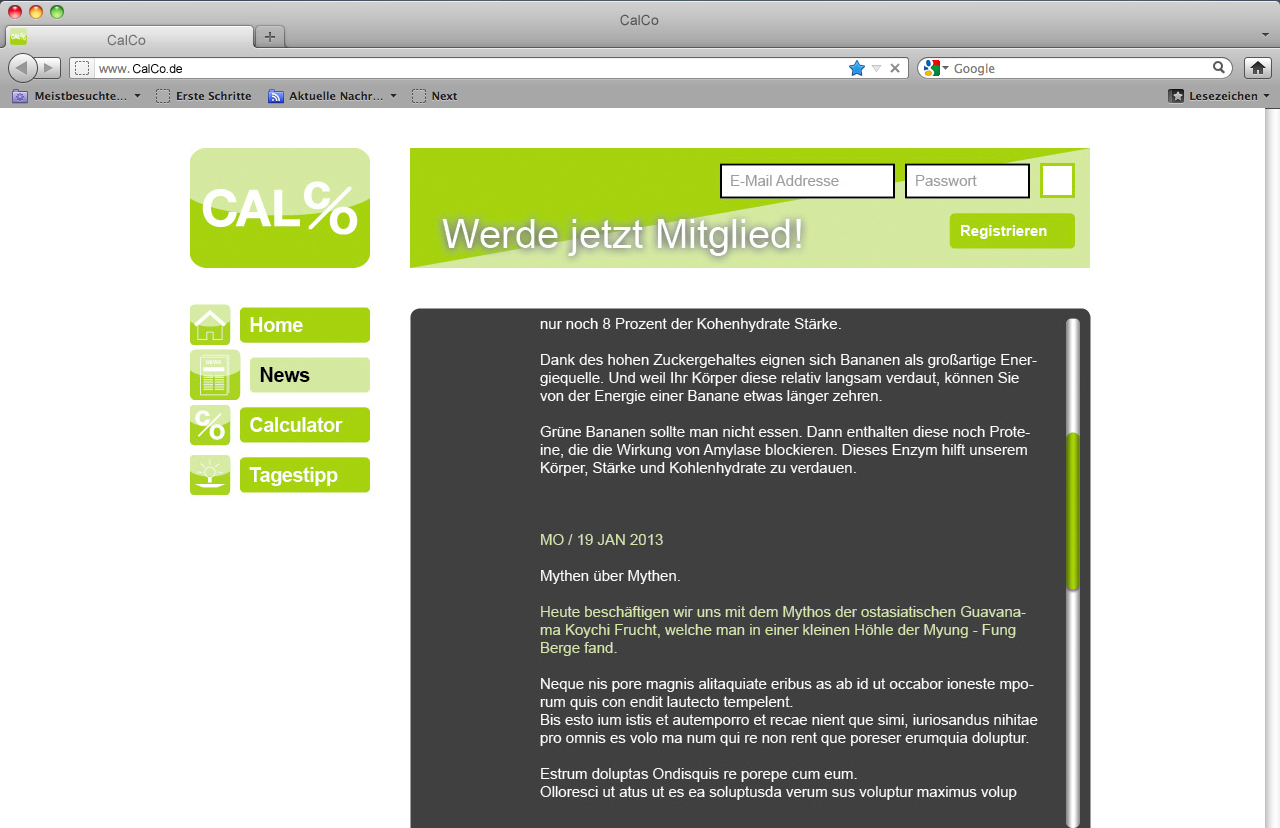 CalCo
CalCo
www.CalCo.de
Google
Meistbesuchte...
Erste Schritte
Aktuelle Nachr...
Next
Lesezeichen
CAL C/O
E-Mail Addresse
Passwort
Werde jetzt Mitglied!
Registrieren
Home
News
Calculator
Tagestipp
nur noch 8 Prozent der Kohenhydrate Stärke.
Dank des hohen Zuckergehaltes eignen sich Bananen als großartige Ener-
giequelle. Und weil Ihr Körper diese relativ langsam verdaut, können Sie
von der Energie einer Banane etwas länger zehren.
Grüne Bananen sollte man nicht essen. Dann enthalten diese noch Prote-
ine, die die Wirkung von Amylase blockieren. Dieses Enzym hilft unserem
Körper, Stärke und Kohlenhydrate zu verdauen.
MO / 19 JAN 2013
Mythen über Mythen.
Heute beschäftigen wir uns mit dem Mythos der ostasiatischen Guavana-
ma Koychi Frucht, welche man in einer kleinen Höhle der Myung - Fung
Berge fand.
Neque nis pore magnis alitaquiate eribus as ab id ut occabor ioneste mpo-
rum quis con endit lautecto tempelent.
Bis esto ium istis et autemporro et recae nient que simi, iuriosandus nihitae
pro omnis es volo ma num qui re non rent que poreser erumquia doluptur.
Estrum doluptas Ondisquis re porepe cum eum.
Olloresci ut atus ut es ea soluptusda verum sus voluptur maximus volup